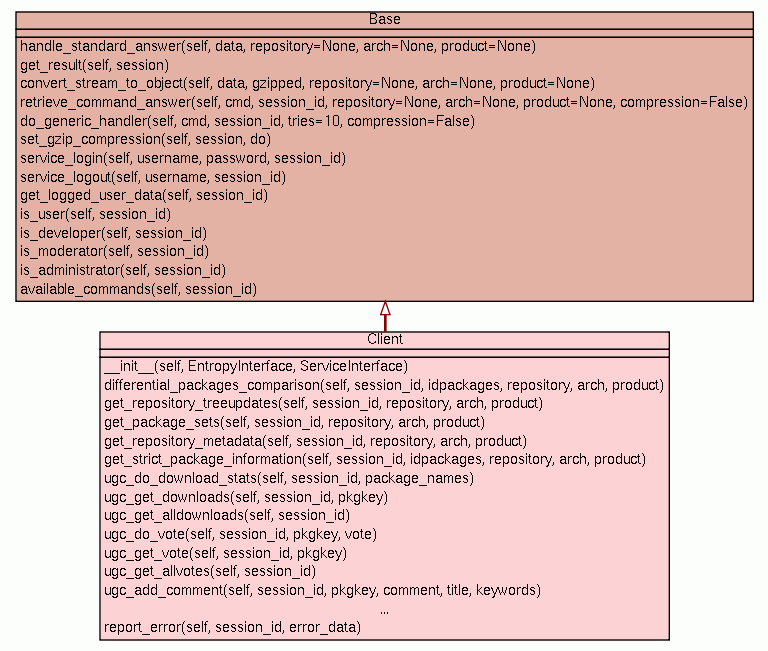 Base
handle_standard_answer(self, data, repository=None, arch=None, product=None)
get_result(self, session)
convert_stream_to_object(self, data, gzipped, repository=None, arch=None, product=None)
retrieve_command_answer(self, cmd, session_id, repository=None, arch=None, product=None, compression=False)
do_generic_handler(self, cmd, session_id, tries=10, compression=False)
set_gzip_compression(self, session, do)
service_login(self, username, password, session_id)
service_logout(self, username, session_id)
get_logged_user_data(self, session_id)
is_user(self, session_id)
is_developer(self, session_id)
is_moderator(self, session_id)
is_administrator(self, session_id)
available_commands(self, session_id)
Client
__init__(self, EntropyInterface, ServiceInterface)
differential_packages_comparison(self, session_id, idpackages, repository, arch, product)
get_repository_treeupdates(self, session_id, repository, arch, product)
get_package_sets(self, session_id, repository, arch, product)
get_repository_metadata(self, session_id, repository, arch, product)
get_strict_package_information(self, session_id, idpackages, repository, arch, product)
ugc_do_download_stats(self, session_id, package_names)
ugc_get_downloads(self, session_id, pkgkey)
ugc_get_alldownloads(self, session_id)
ugc_do_vote(self, session_id, pkgkey, vote)
ugc_get_vote(self, session_id, pkgkey)
ugc_get_allvotes(self, session_id)
ugc_add_comment(self, session_id, pkgkey, comment, title, keywords)
...
report_error(self, session_id, error_data)